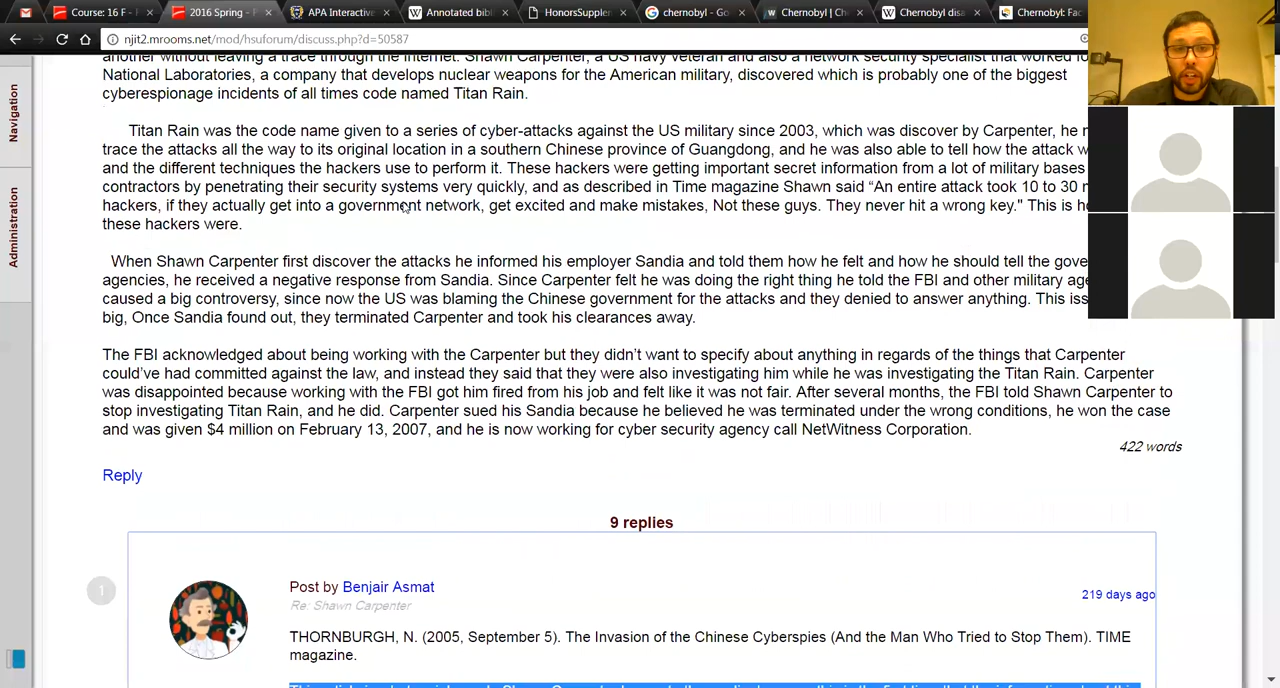 Course: 16 F -
2016 Spring - P
APA Interactive
Annotated bibl
HonorsSupplem
chernobyl - Go
Chernobyl | Ch
Chernobyl disa
Chernobyl: Fac
njit2.mrooms.net/mod/hsuforum/discuss.php?d=50587
Navigation
Administration
another without leaving a trace through the Internet. Shawn Carpenter, a US navy veteran and also a network security specialist that worked
National Laboratories, a company that develops nuclear weapons for the American military, discovered which is probably one of the biggest
cyberespionage incidents of all times code named Titan Rain.
Titan Rain was the code name given to a series of cyber-attacks against the US military since 2003, which was discover by Carpenter, he
trace the attacks all the way to its original location in a southern Chinese province of Guangdong, and he was also able to tell how the attack
and the different techniques the hackers use to perform it. These hackers were getting important secret information from a lot of military bases
contractors by penetrating their security systems very quickly, and as described in Time magazine Shawn said “An entire attack took 10 to 30
hackers, if they actually get into a government network, get excited and make mistakes, Not these guys. They never hit a wrong key." This is
these hackers were.
When Shawn Carpenter first discover the attacks he informed his employer Sandia and told them how he felt and how he should tell the
agencies, he received a negative response from Sandia. Since Carpenter felt he was doing the right thing he told the FBI and other military
caused a big controversy, since now the US was blaming the Chinese government for the attacks and they denied to answer anything. This
big, Once Sandia found out, they terminated Carpenter and took his clearances away.
The FBI acknowledged about being working with the Carpenter but they didn’t want to specify about anything in regards of the things that Carpenter
could’ve had committed against the law, and instead they said that they were also investigating him while he was investigating the Titan Rain. Carpenter
was disappointed because working with the FBI got him fired from his job and felt like it was not fair. After several months, the FBI told Shawn Carpenter to
stop investigating Titan Rain, and he did. Carpenter sued his Sandia because he believed he was terminated under the wrong conditions, he won the case
and was given $4 million on February 13, 2007, and he is now working for cyber security agency call NetWitness Corporation.
422 words
Reply
9 replies
1
Post by Benjair Asmat
219 days ago
Re: Shawn Carpenter
THORNBURGH, N. (2005, September 5). The Invasion of the Chinese Cyberspies (And the Man Who Tried to Stop Them). TIME
magazine.